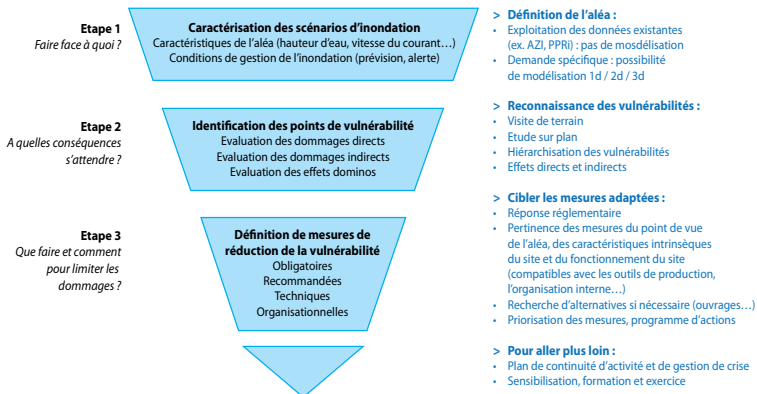 Etape 1
Faire face à quoi ?
Caractérisation des scénarios d'inondation
Caractéristiques de l'aléa (hauteur d'eau, vitesse du courant…)
Conditions de gestion de l'inondation (prévision, alerte)
> Définition de l'aléa :
• Exploitation des données existantes
(ex. AZI, PPRi) : pas de mosdélisation
• Demande spécifique : possibilité
de modélisation 1d / 2d / 3d
Etape 2
A quelles conséquences
s'attendre ?
Identification des points de vulnérabilité
Evaluation des dommages directs
Evaluation des dommages indirects
Evaluation des effets dominos
> Reconnaissance des vulnérabilités :
• Visite de terrain
• Etude sur plan
• Hiérarchisation des vulnérabilités
• Effets directs et indirects
Etape 3
Que faire et comment
pour limiter les
dommages ?
Définition de mesures de
réduction de la vulnérabilité
Obligatoires
Recommandées
Techniques
Organisationnelles
> Cibler les mesures adaptées :
• Réponse réglementaire
• Pertinence des mesures du point de vue
de l'aléa, des caractéristiques intrinsèques
du site et du fonctionnement du site
(compatibles avec les outils de production,
l'organisation interne…)
• Recherche d'alternatives si nécessaire (ouvrages…)
• Priorisation des mesures, programme d'actions
> Pour aller plus loin :
• Plan de continuité d'activité et de gestion de crise
• Sensibilisation, formation et exercice